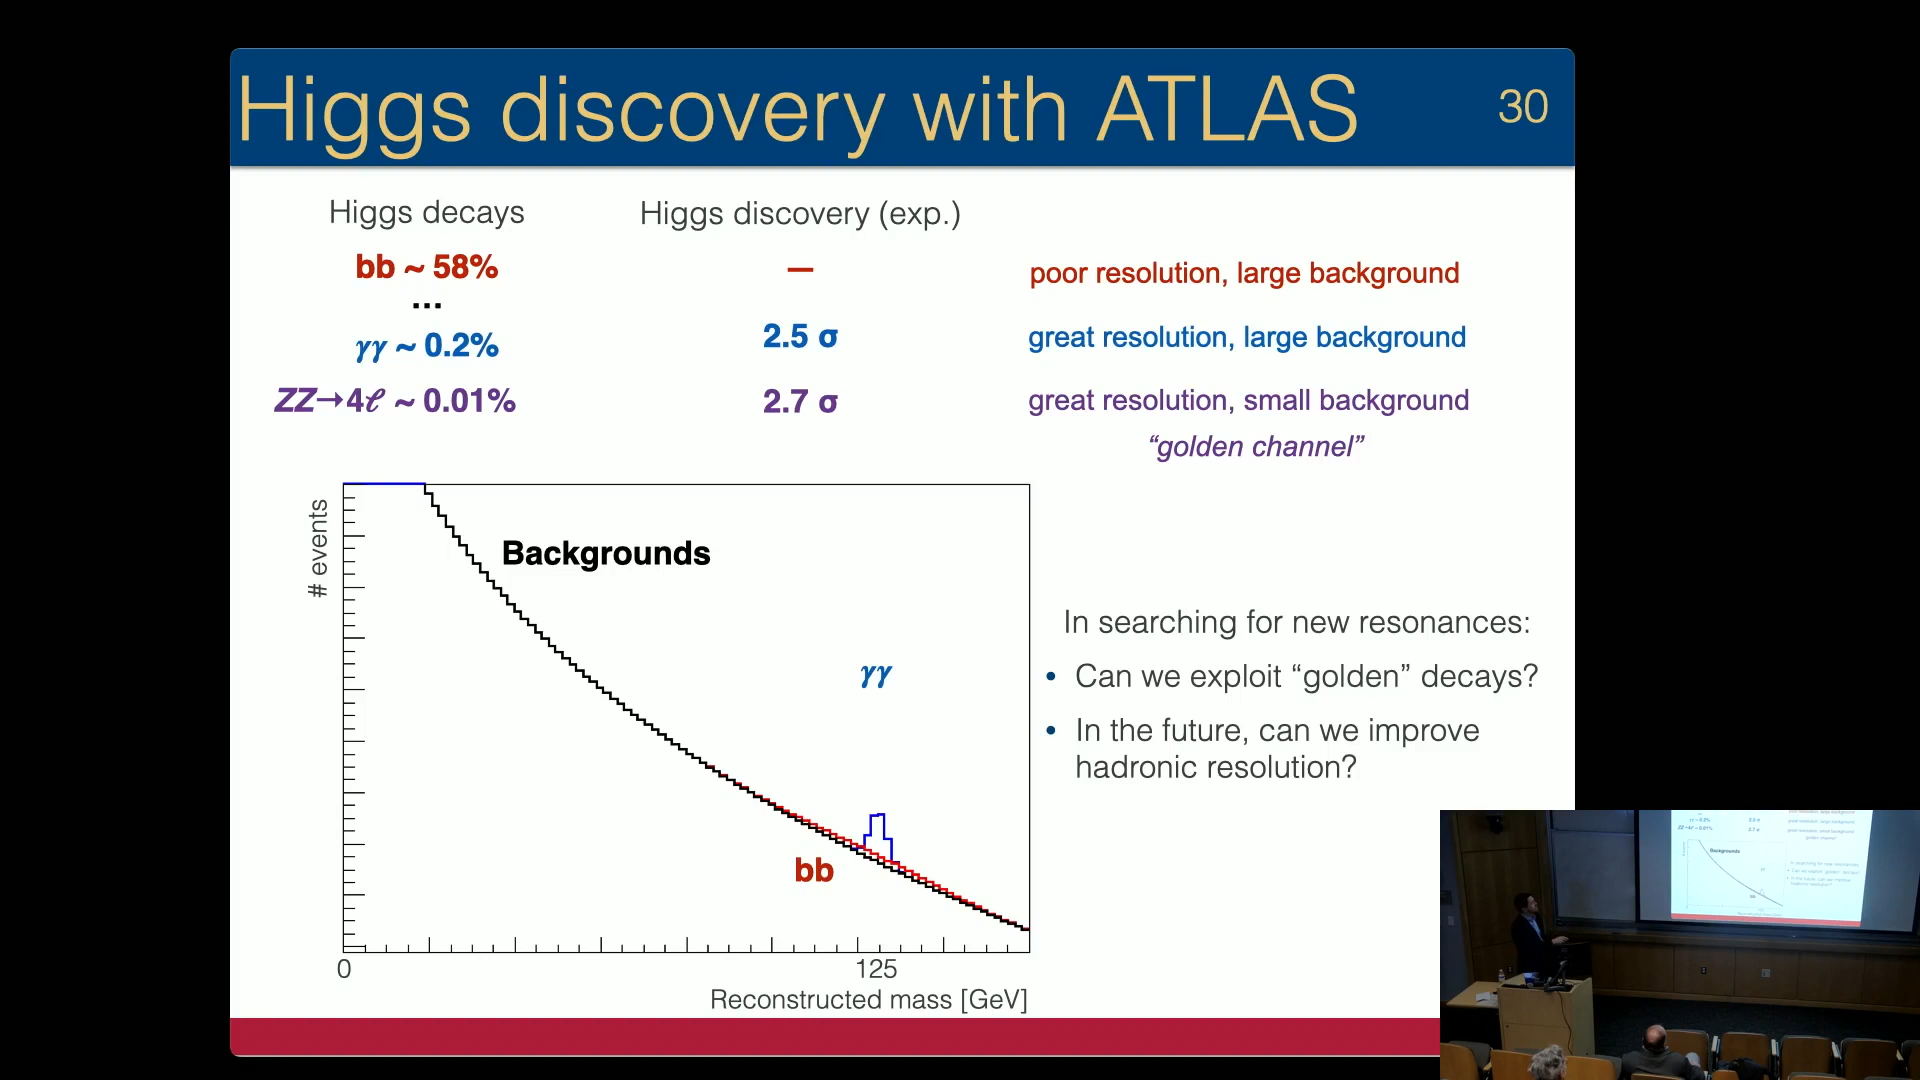 Higgs discovery with ATLAS
30
Higgs decays
Higgs discovery (exp.)
bb ~ 58%
—
poor resolution, large background
...
γγ ~ 0.2%
2.5 σ
great resolution, large background
ZZ→4ℓ ~ 0.01%
2.7 σ
great resolution, small background
“golden channel”
# events
Backgrounds
γγ
bb
0
125
Reconstructed mass [GeV]
In searching for new resonances:
• Can we exploit “golden” decays?
• In the future, can we improve
hadronic resolution?